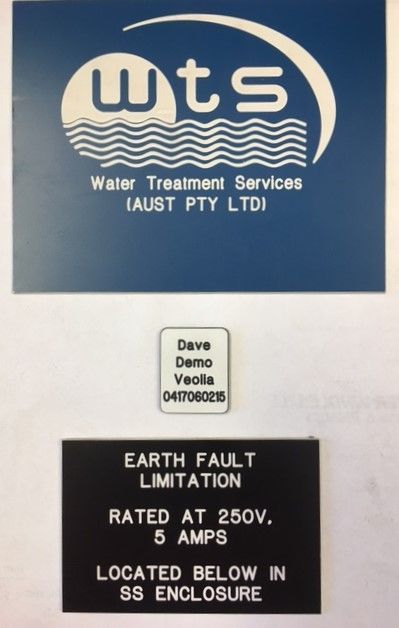 wts
Water Treatment Services
(AUST PTY LTD)
Dave
Demo
Veolia
0417060215
EARTH FAULT
LIMITATION
RATED AT 250V,
5 AMPS
LOCATED BELOW IN
SS ENCLOSURE